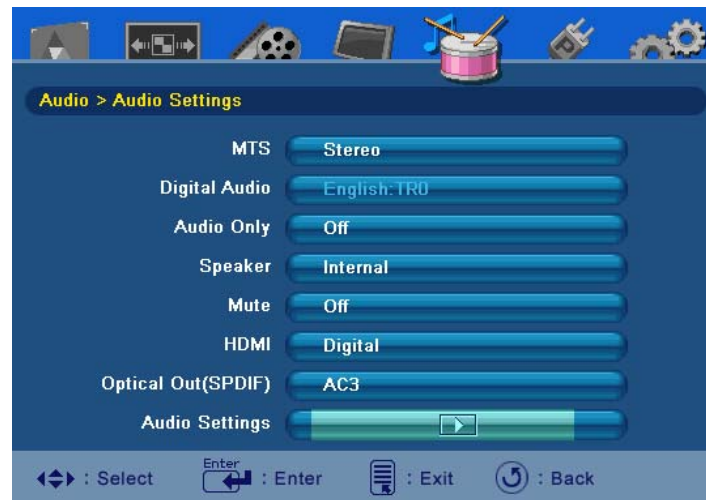 Audio > Audio Settings
MTS Stereo
Digital Audio English:TR0
Audio Only Off
Speaker Internal
Mute Off
HMDI Digital
Optical Out(SPDIF) AC3
Audio Settings
: Select Enter : Enter : Exit : Back